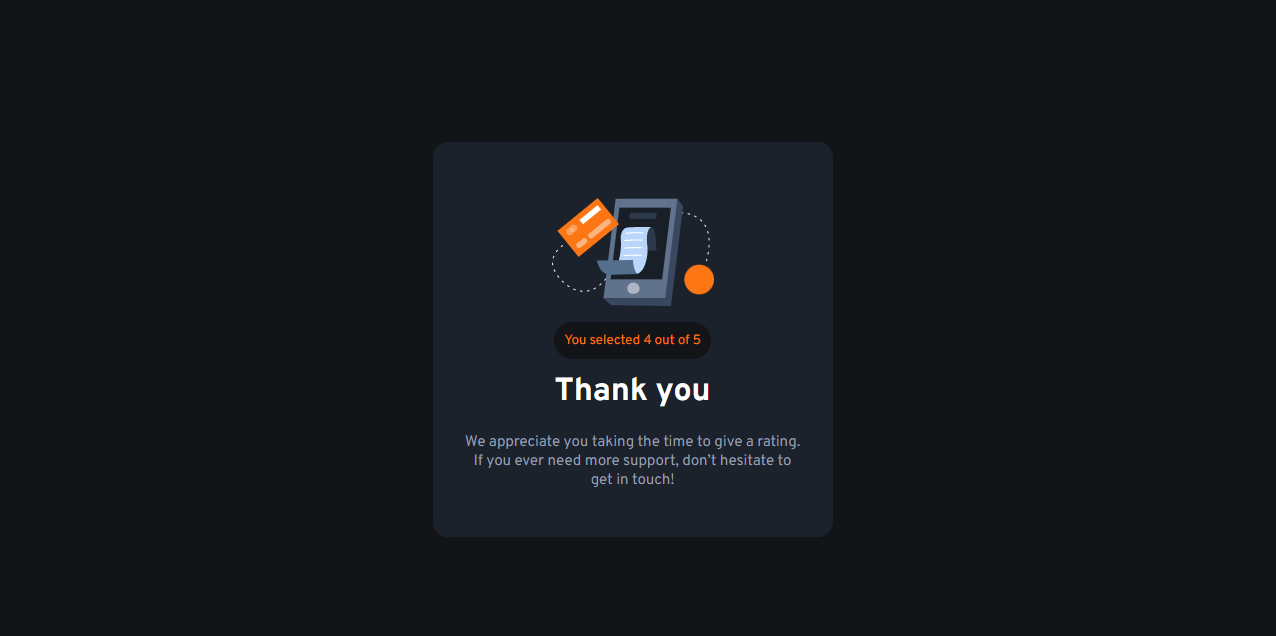 You selected 4 out of 5
Thank you
We appreciate you taking the time to give a rating.
If you ever need more support, don’t hesitate to
get in touch!